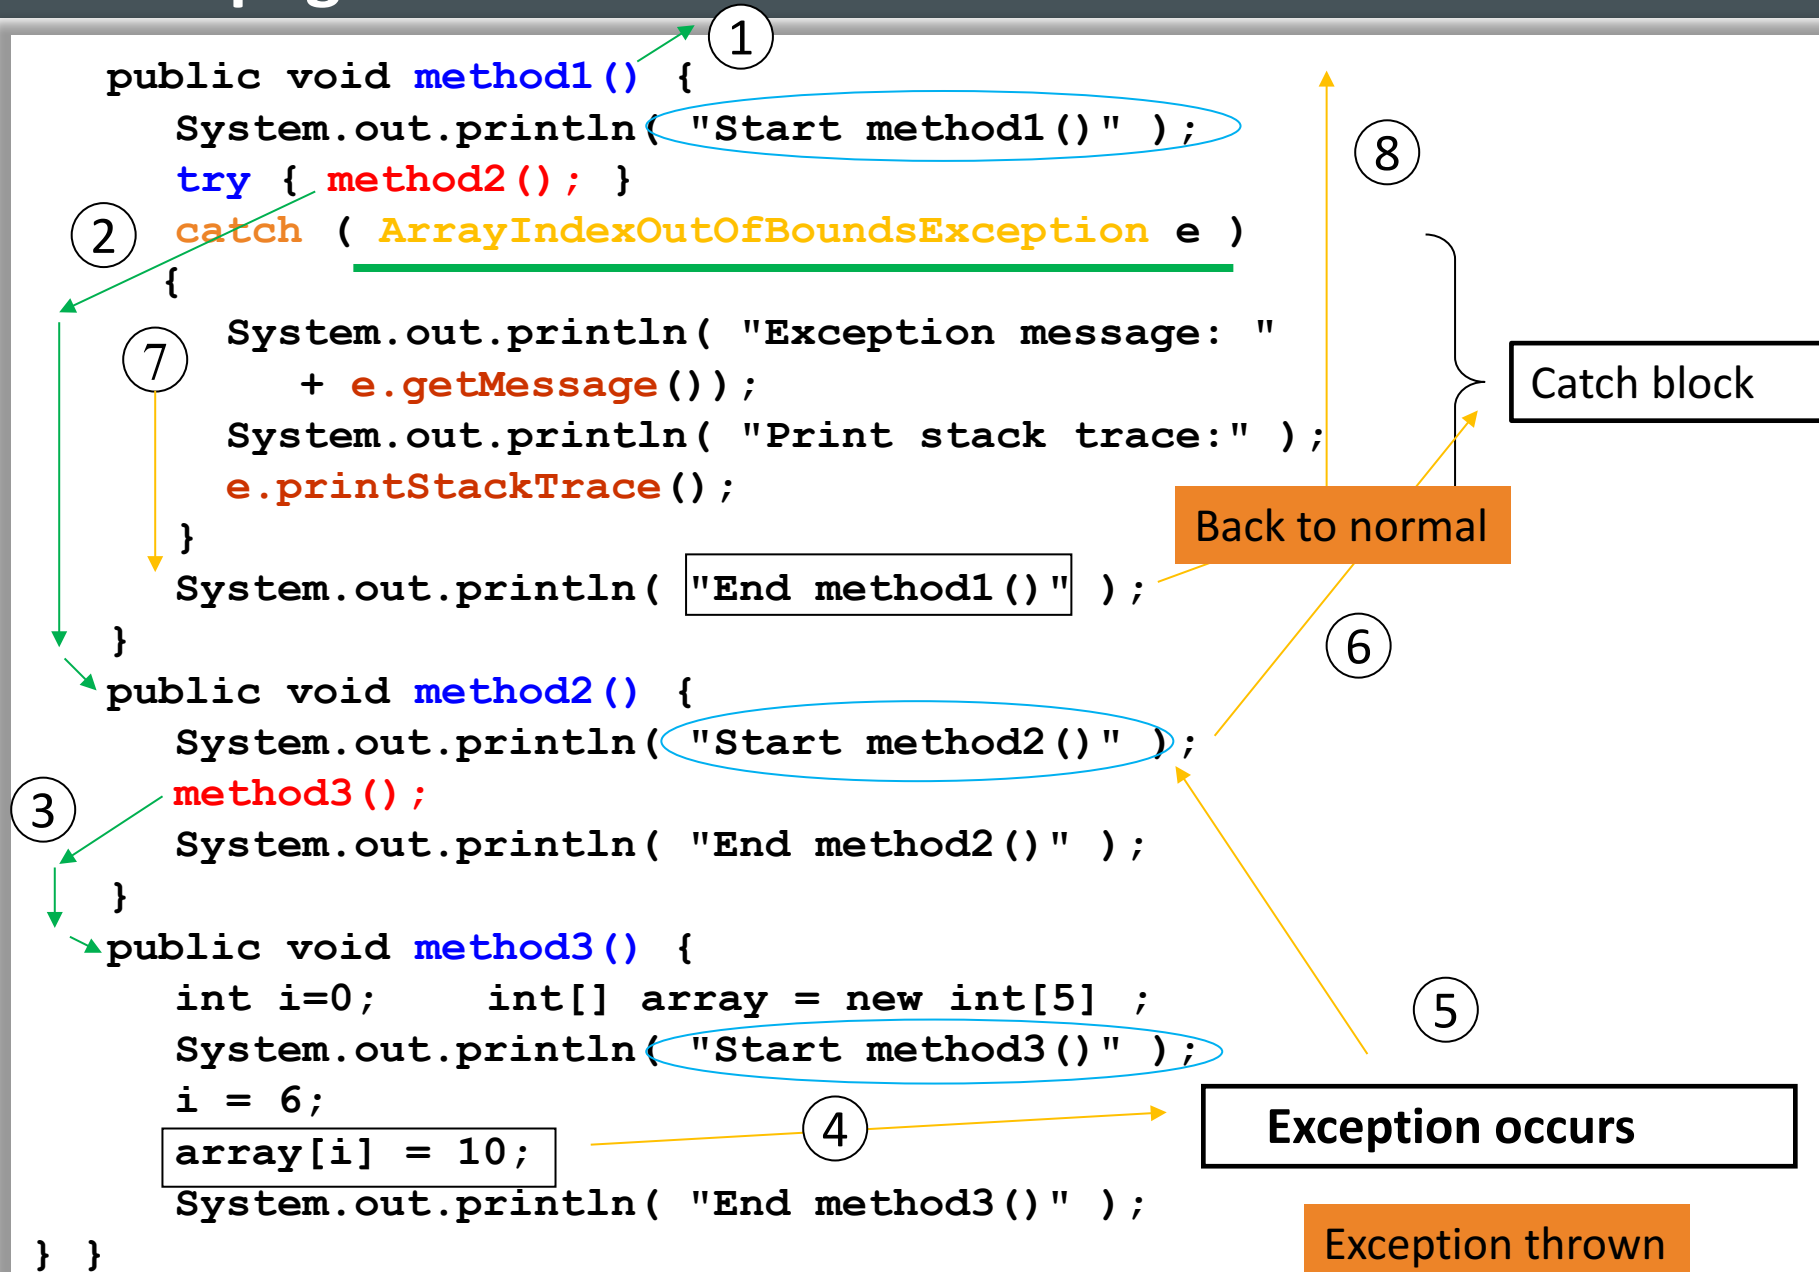 1
public void method1() {
System.out.println( "Start method1()" );
8
try { method2(); }
2
catch ( ArrayIndexOutOfBoundsException e )
{
System.out.println( "Exception message: "
7
+ e.getMessage());
Catch block
System.out.println( "Print stack trace:" );
e.printStackTrace();
Back to normal
}
System.out.println( "End method1()" );
}
6
public void method2() {
System.out.println( "Start method2()" );
method3();
3
System.out.println( "End method2()" );
}
public void method3() {
int i=0; int[] array = new int[5] ;
5
System.out.println( "Start method3()" );
i = 6;
4
Exception occurs
array[i] = 10;
System.out.println( "End method3()" );
Exception thrown
} }